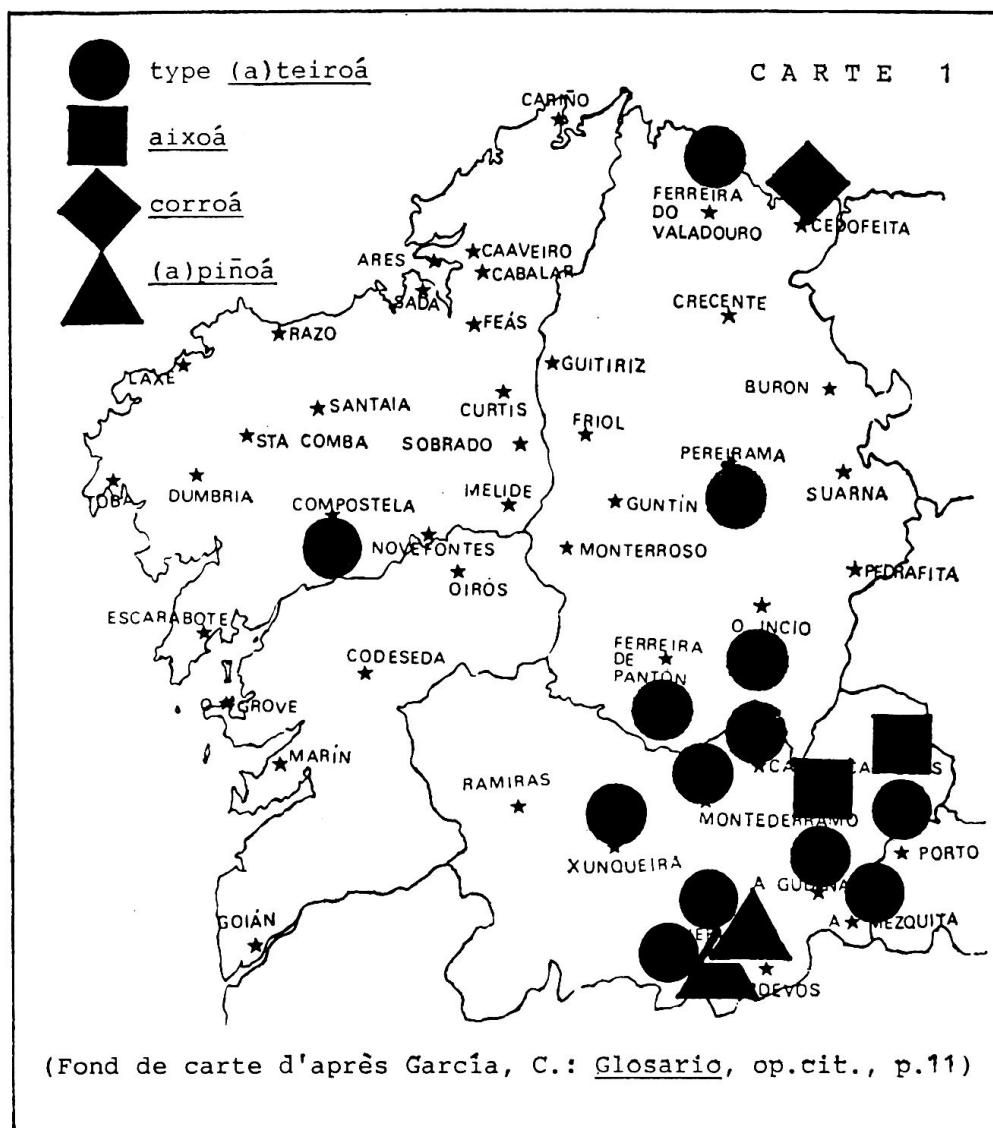 CARTE 1
type (a)teiroá
aixoá
corroá
(a)piñoá
CARIÑO
FERREIRA
DO
VALADOURO
CEDOFEITA
ARES
CAAVEIRO
CABALAR
SADA
CRECENTE
RAZO
FEÁS
LAXE
GUITIRIZ
BURON
SANTAIA
CURTIS
FRIOL
STA COMBA
SOBRADO
PEREIRAMA
TOBA
DUMBRIA
SUARNA
COMPOSTELA
MELIDE
GUNTÍN
NOVEFONTES
MONTERROSO
OIRÓS
PEDRAFITA
ESCARABOTE
O INCIO
FERREIRA
DE
PANTÓN
CODESEDA
O GROVE
MARÍN
RAMIRAS
MONTEDERRAMO
XUNQUEIRA
PORTO
A GUDIÑA
A MEZQUITA
GOIÁN
(Fond de carte d'après García, C.: Glosario, op.cit., p.11)